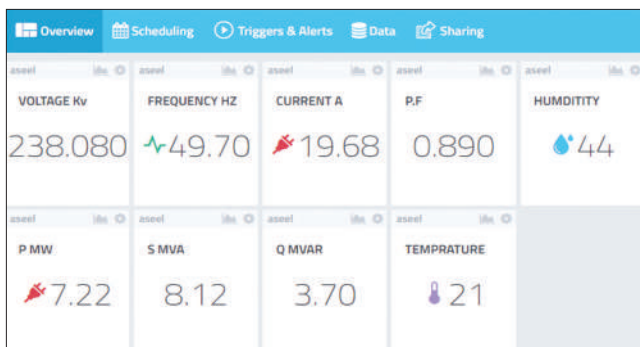 Overview Scheduling Triggers & Alerts Data Sharing
aseel aseel aseel aseel aseel
VOLTAGE Kv FREQUENCY HZ CURRENT A P.F HUMDITITY
238.080 49.70 19.68 0.890 44
aseel aseel aseel aseel
P MW S MVA Q MVAR TEMPRATURE
7.22 8.12 3.70 21